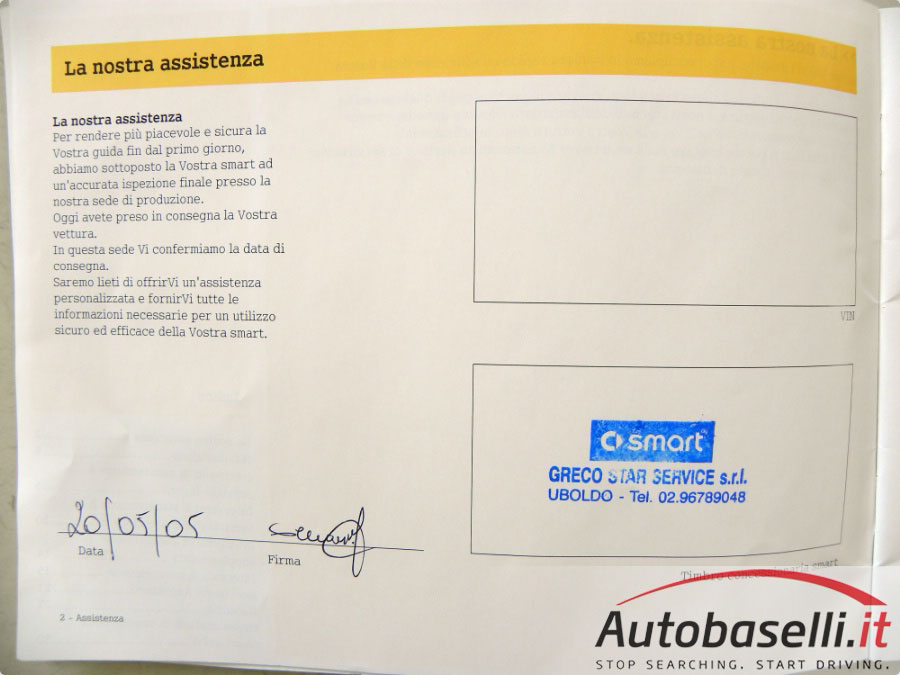 La nostra assistenza
La nostra assistenza
Per rendere più piacevole e sicura la
Vostra guida fin dal primo giorno,
abbiamo sottoposto la Vostra smart ad
un'accurata ispezione finale presso la
nostra sede di produzione.
Oggi avete preso in consegna la Vostra
vettura.
In questa sede Vi confermiamo la data di
consegna.
Saremo lieti di offrirVi un'assistenza
personalizzata e fornirVi tutte le
informazioni necessarie per un utilizzo
sicuro ed efficace della Vostra smart.
VIN
smart
GRECO STAR SERVICE s.r.l.
UBOLDO - Tel. 02.96789048
20/05/05
Data
Firma
Timbro concessionaria smart
2 - Assistenza
Autobaselli.it
STOP SEARCHING. START DRIVING.